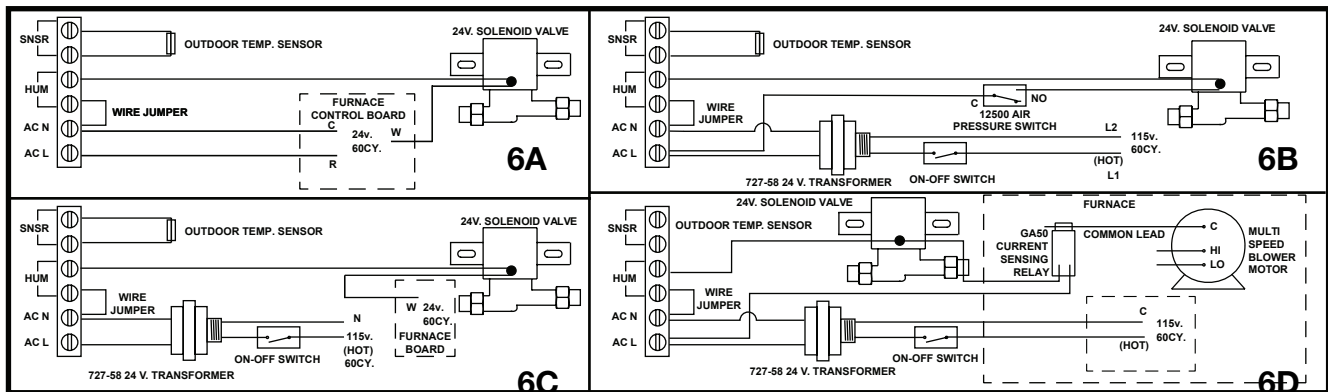 SNSR
OUTDOOR TEMP. SENSOR
24V. SOLENOID VALVE
HUM
WIRE JUMPER
FURNACE
CONTROL BOARD
AC N
C
24v.
60CY.
W
AC L
R
6A
SNSR
OUTDOOR TEMP. SENSOR
24V. SOLENOID VALVE
HUM
WIRE
JUMPER
C
NO
12500 AIR
PRESSURE SWITCH
AC N
L2
115v.
60CY.
AC L
(HOT)
L1
727-58 24 V. TRANSFORMER
ON-OFF SWITCH
6B
SNSR
OUTDOOR TEMP. SENSOR
24V. SOLENOID VALVE
HUM
WIRE
JUMPER
W
24v.
60CY.
FURNACE
BOARD
AC N
N
115v.
(HOT)
60CY.
AC L
ON-OFF SWITCH
727-58 24 V. TRANSFORMER
6C
24V. SOLENOID VALVE
SNSR
OUTDOOR TEMP. SENSOR
FURNACE
GA50
CURRENT
SENSING
RELAY
COMMON LEAD
C
HI
LO
MULTI
SPEED
BLOWER
MOTOR
HUM
WIRE
JUMPER
AC N
C
115v.
60CY.
AC L
(HOT)
ON-OFF SWITCH
727-58 24 V. TRANSFORMER
6D